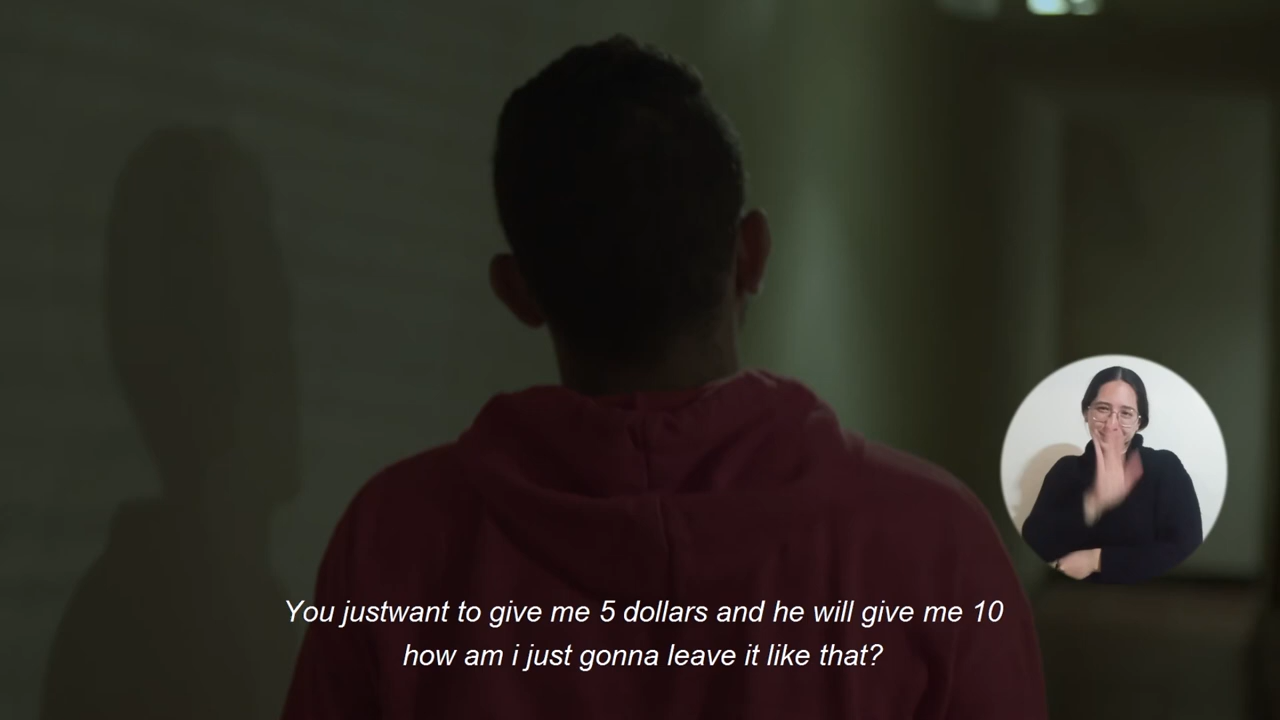 You justwant to give me 5 dollars and he will give me 10
how am i just gonna leave it like that?